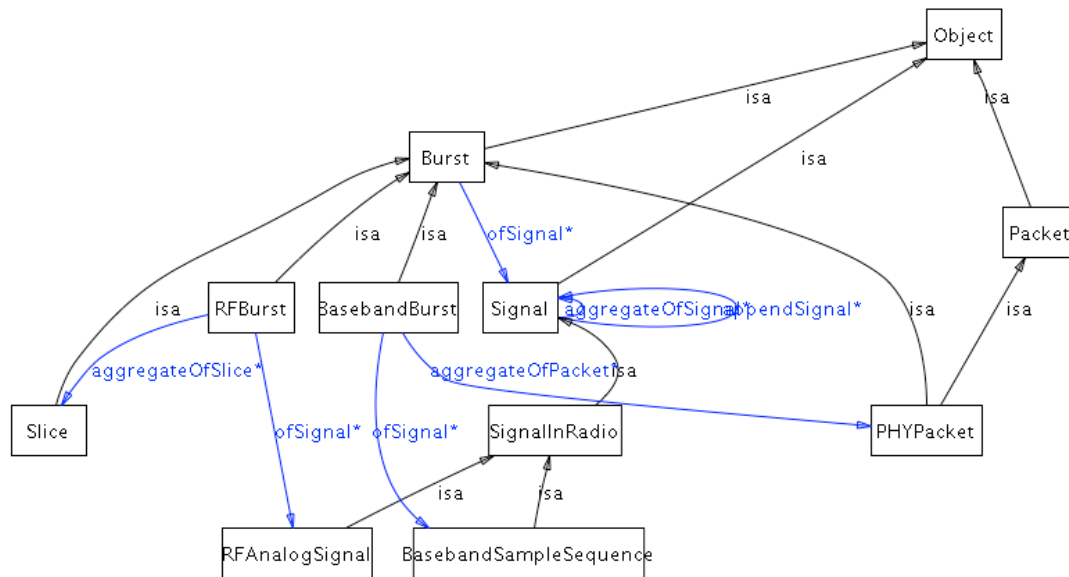 Object
isa
isa
Burst
isa
isa
isa
ofSignal*
Packet
RFBurst
BasebandBurst
Signal
aggregateOfSignal*
appendSignal*
isa
isa
isa
aggregateOfSlice*
aggregateOfPacket*
isa
Slice
ofSignal*
ofSignal*
SignalInRadio
PHYPacket
isa
isa
RFAnalogSignal
BasebandSampleSequence